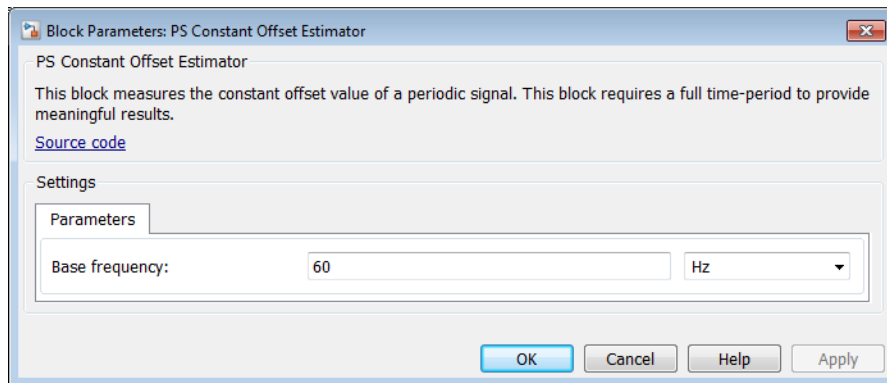 Block Parameters: PS Constant Offset Estimator
PS Constant Offset Estimator
This block measures the constant offset value of a periodic signal. This block requires a full time-period to provide
meaningful results.
Source code
Settings
Parameters
Base frequency: 60 Hz
OK Cancel Help Apply